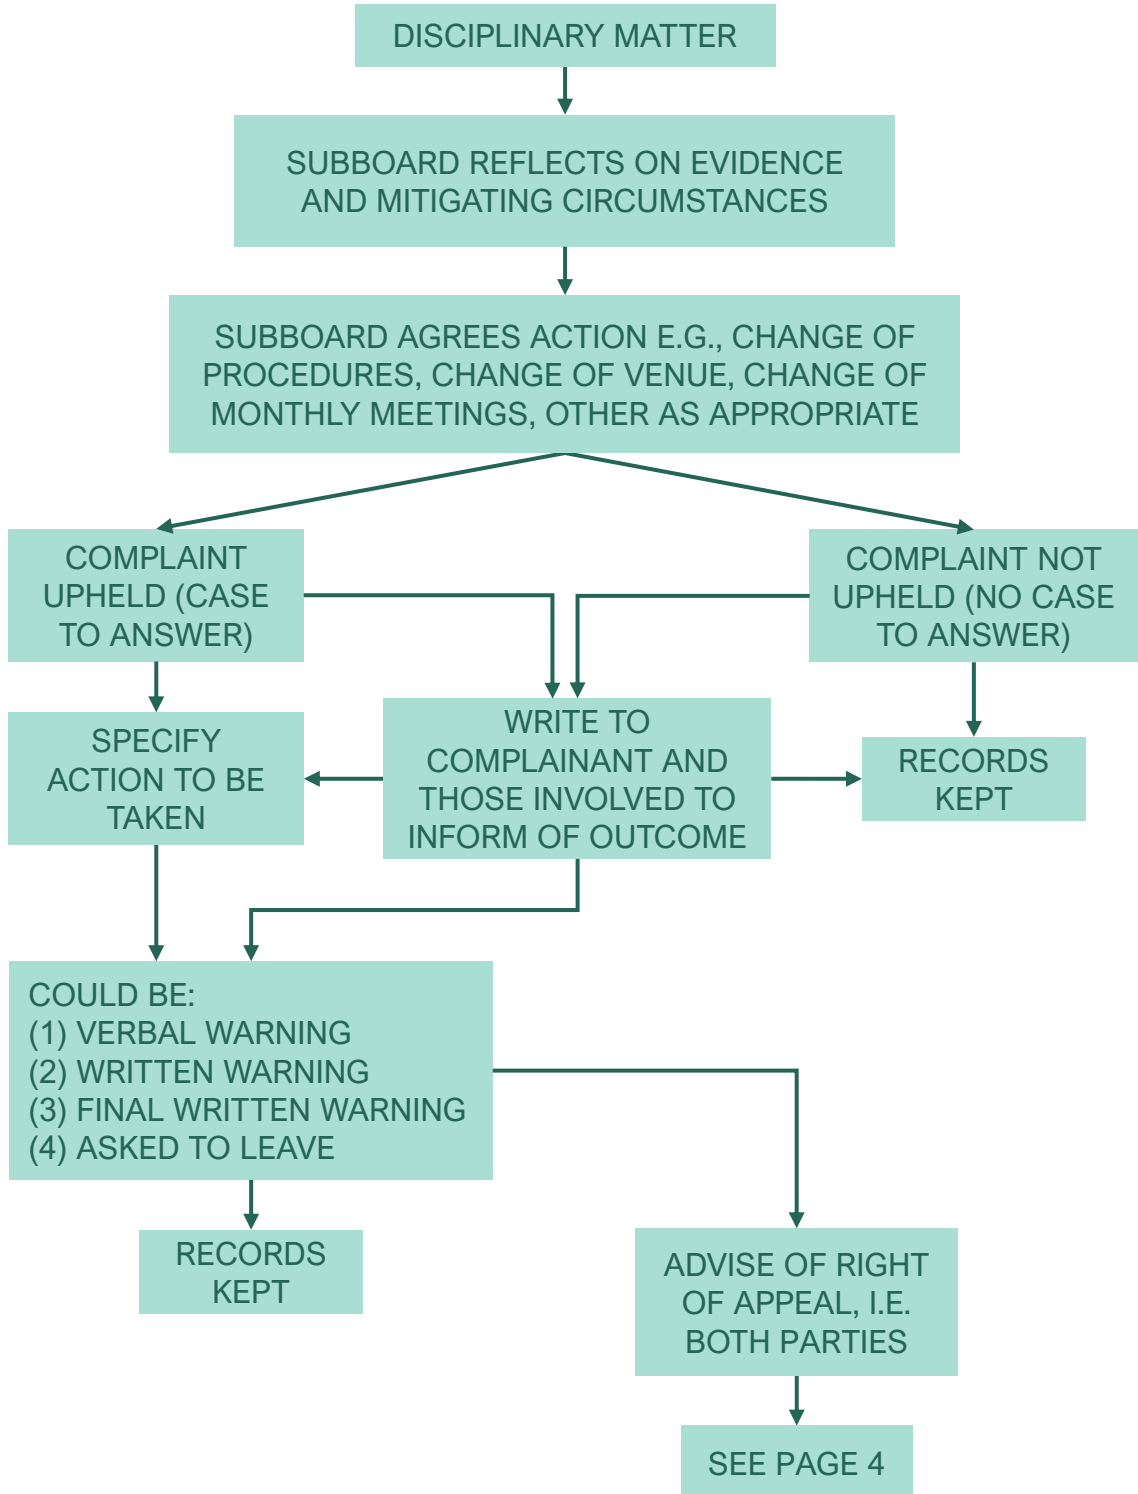 DISCIPLINARY MATTER
SUBBOARD REFLECTS ON EVIDENCE
AND MITIGATING CIRCUMSTANCES
SUBBOARD AGREES ACTION E.G., CHANGE OF
PROCEDURES, CHANGE OF VENUE, CHANGE OF
MONTHLY MEETINGS, OTHER AS APPROPRIATE
COMPLAINT
UPHELD (CASE
TO ANSWER)
COMPLAINT NOT
UPHELD (NO CASE
TO ANSWER)
SPECIFY
ACTION TO BE
TAKEN
WRITE TO
COMPLAINANT AND
THOSE INVOLVED TO
INFORM OF OUTCOME
RECORDS
KEPT
COULD BE:
(1) VERBAL WARNING
(2) WRITTEN WARNING
(3) FINAL WRITTEN WARNING
(4) ASKED TO LEAVE
RECORDS
KEPT
ADVISE OF RIGHT
OF APPEAL, I.E.
BOTH PARTIES
SEE PAGE 4